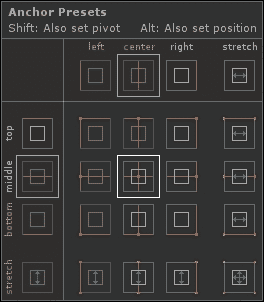 Anchor Presets
Shift: Also set pivot Alt: Also set position
left center right stretch
top
middle
bottom
stretch